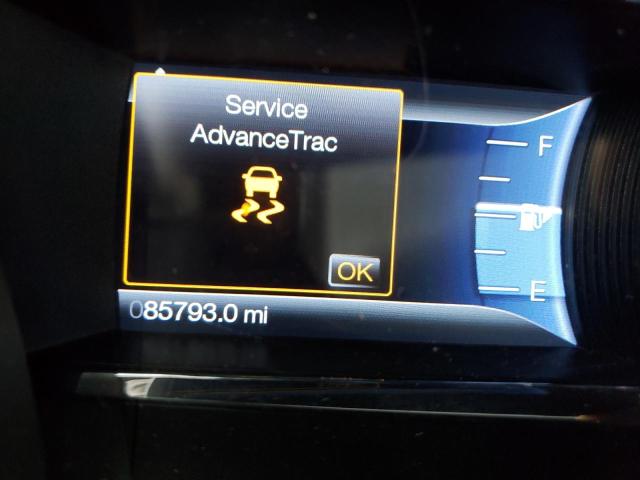 Service
AdvanceTrac
OK
F
E
085793.0 mi